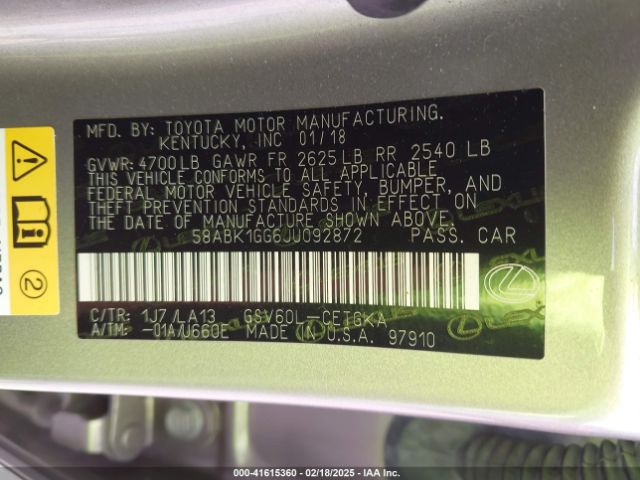 MFD. BY: TOYOTA MOTOR MANUFACTURING.
KENTUCKY, INC 01/18
GVWR: 4700LB GAWR FR 2625LB RR 2540 LB
THIS VEHICLE CONFORMS TO ALL APPLICABLE
FEDERAL MOTOR VEHICLE SAFETY, BUMPER, AND
THEFT PREVENTION STANDARDS IN EFFECT ON
THE DATE OF MANUFACTURE SHOWN ABOVE.
58ABK1GG6JU092872 PASS. CAR
C/TR: 1J7/LA13 GSV60L-CETGKA
A/TM: -01A/U660E MADE IN U.S.A. 97910
2
LEXUS
000-41615360 - 02/18/2025 - IAA Inc.